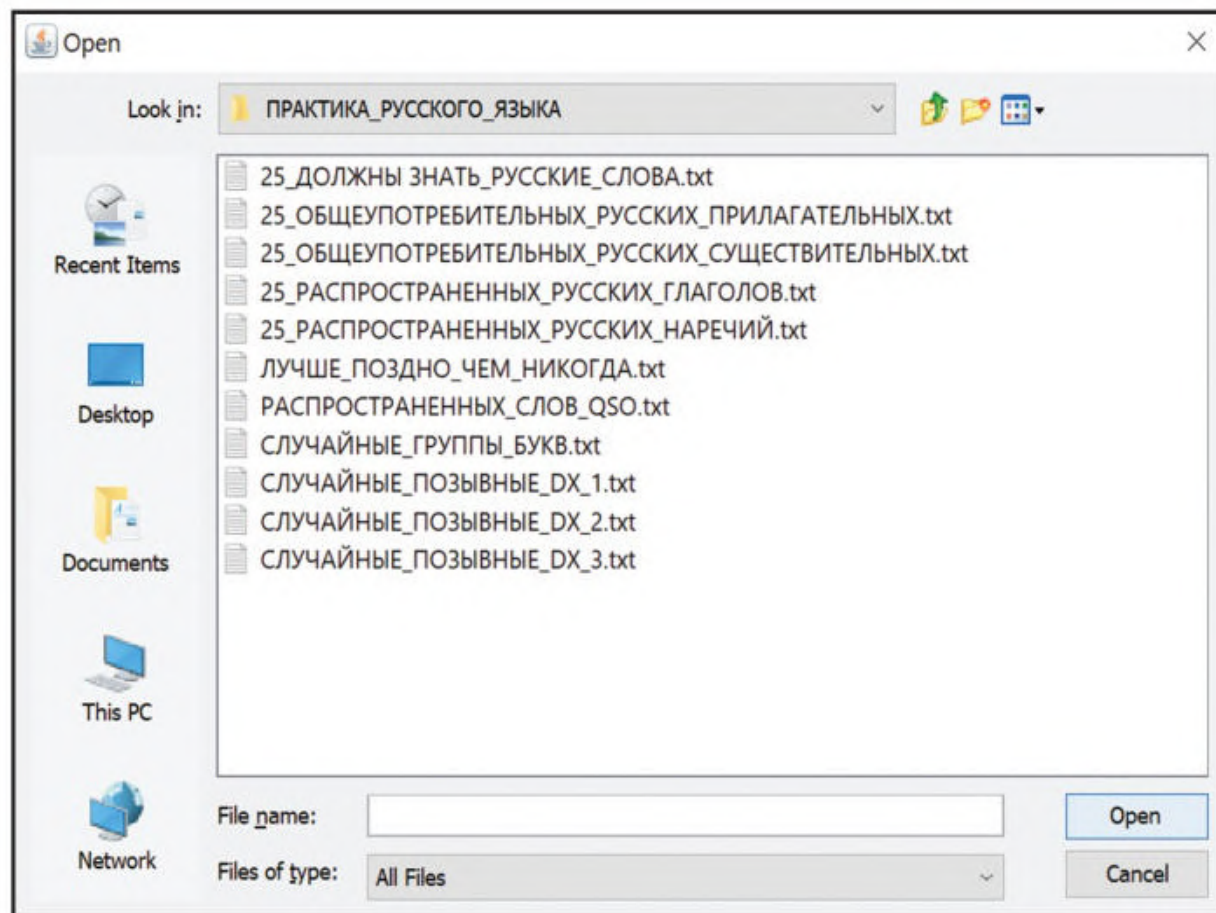 Open
Look in: ПРАКТИКА_РУССКОГО_ЯЗЫКА
25_ДОЛЖНЫ ЗНАТЬ_РУССКИЕ_СЛОВА.txt
25_ОБЩЕУПОТРЕБИТЕЛЬНЫХ_РУССКИХ_ПРИЛАГАТЕЛЬНЫХ.txt
25_ОБЩЕУПОТРЕБИТЕЛЬНЫХ_РУССКИХ_СУЩЕСТВИТЕЛЬНЫХ.txt
25_РАСПРОСТРАНЕННЫХ_РУССКИХ_ГЛАГОЛОВ.txt
25_РАСПРОСТРАНЕННЫХ_РУССКИХ_НАРЕЧИЙ.txt
ЛУЧШЕ_ПОЗДНО_ЧЕМ_НИКОГДА.txt
РАСПРОСТРАНЕННЫХ_СЛОВ_QSO.txt
СЛУЧАЙНЫЕ_ГРУППЫ_БУКВ.txt
СЛУЧАЙНЫЕ_ПОЗЫВНЫЕ_DX_1.txt
СЛУЧАЙНЫЕ_ПОЗЫВНЫЕ_DX_2.txt
СЛУЧАЙНЫЕ_ПОЗЫВНЫЕ_DX_3.txt
Recent Items
Desktop
Documents
This PC
Network
File name:
Open
Files of type: All Files
Cancel